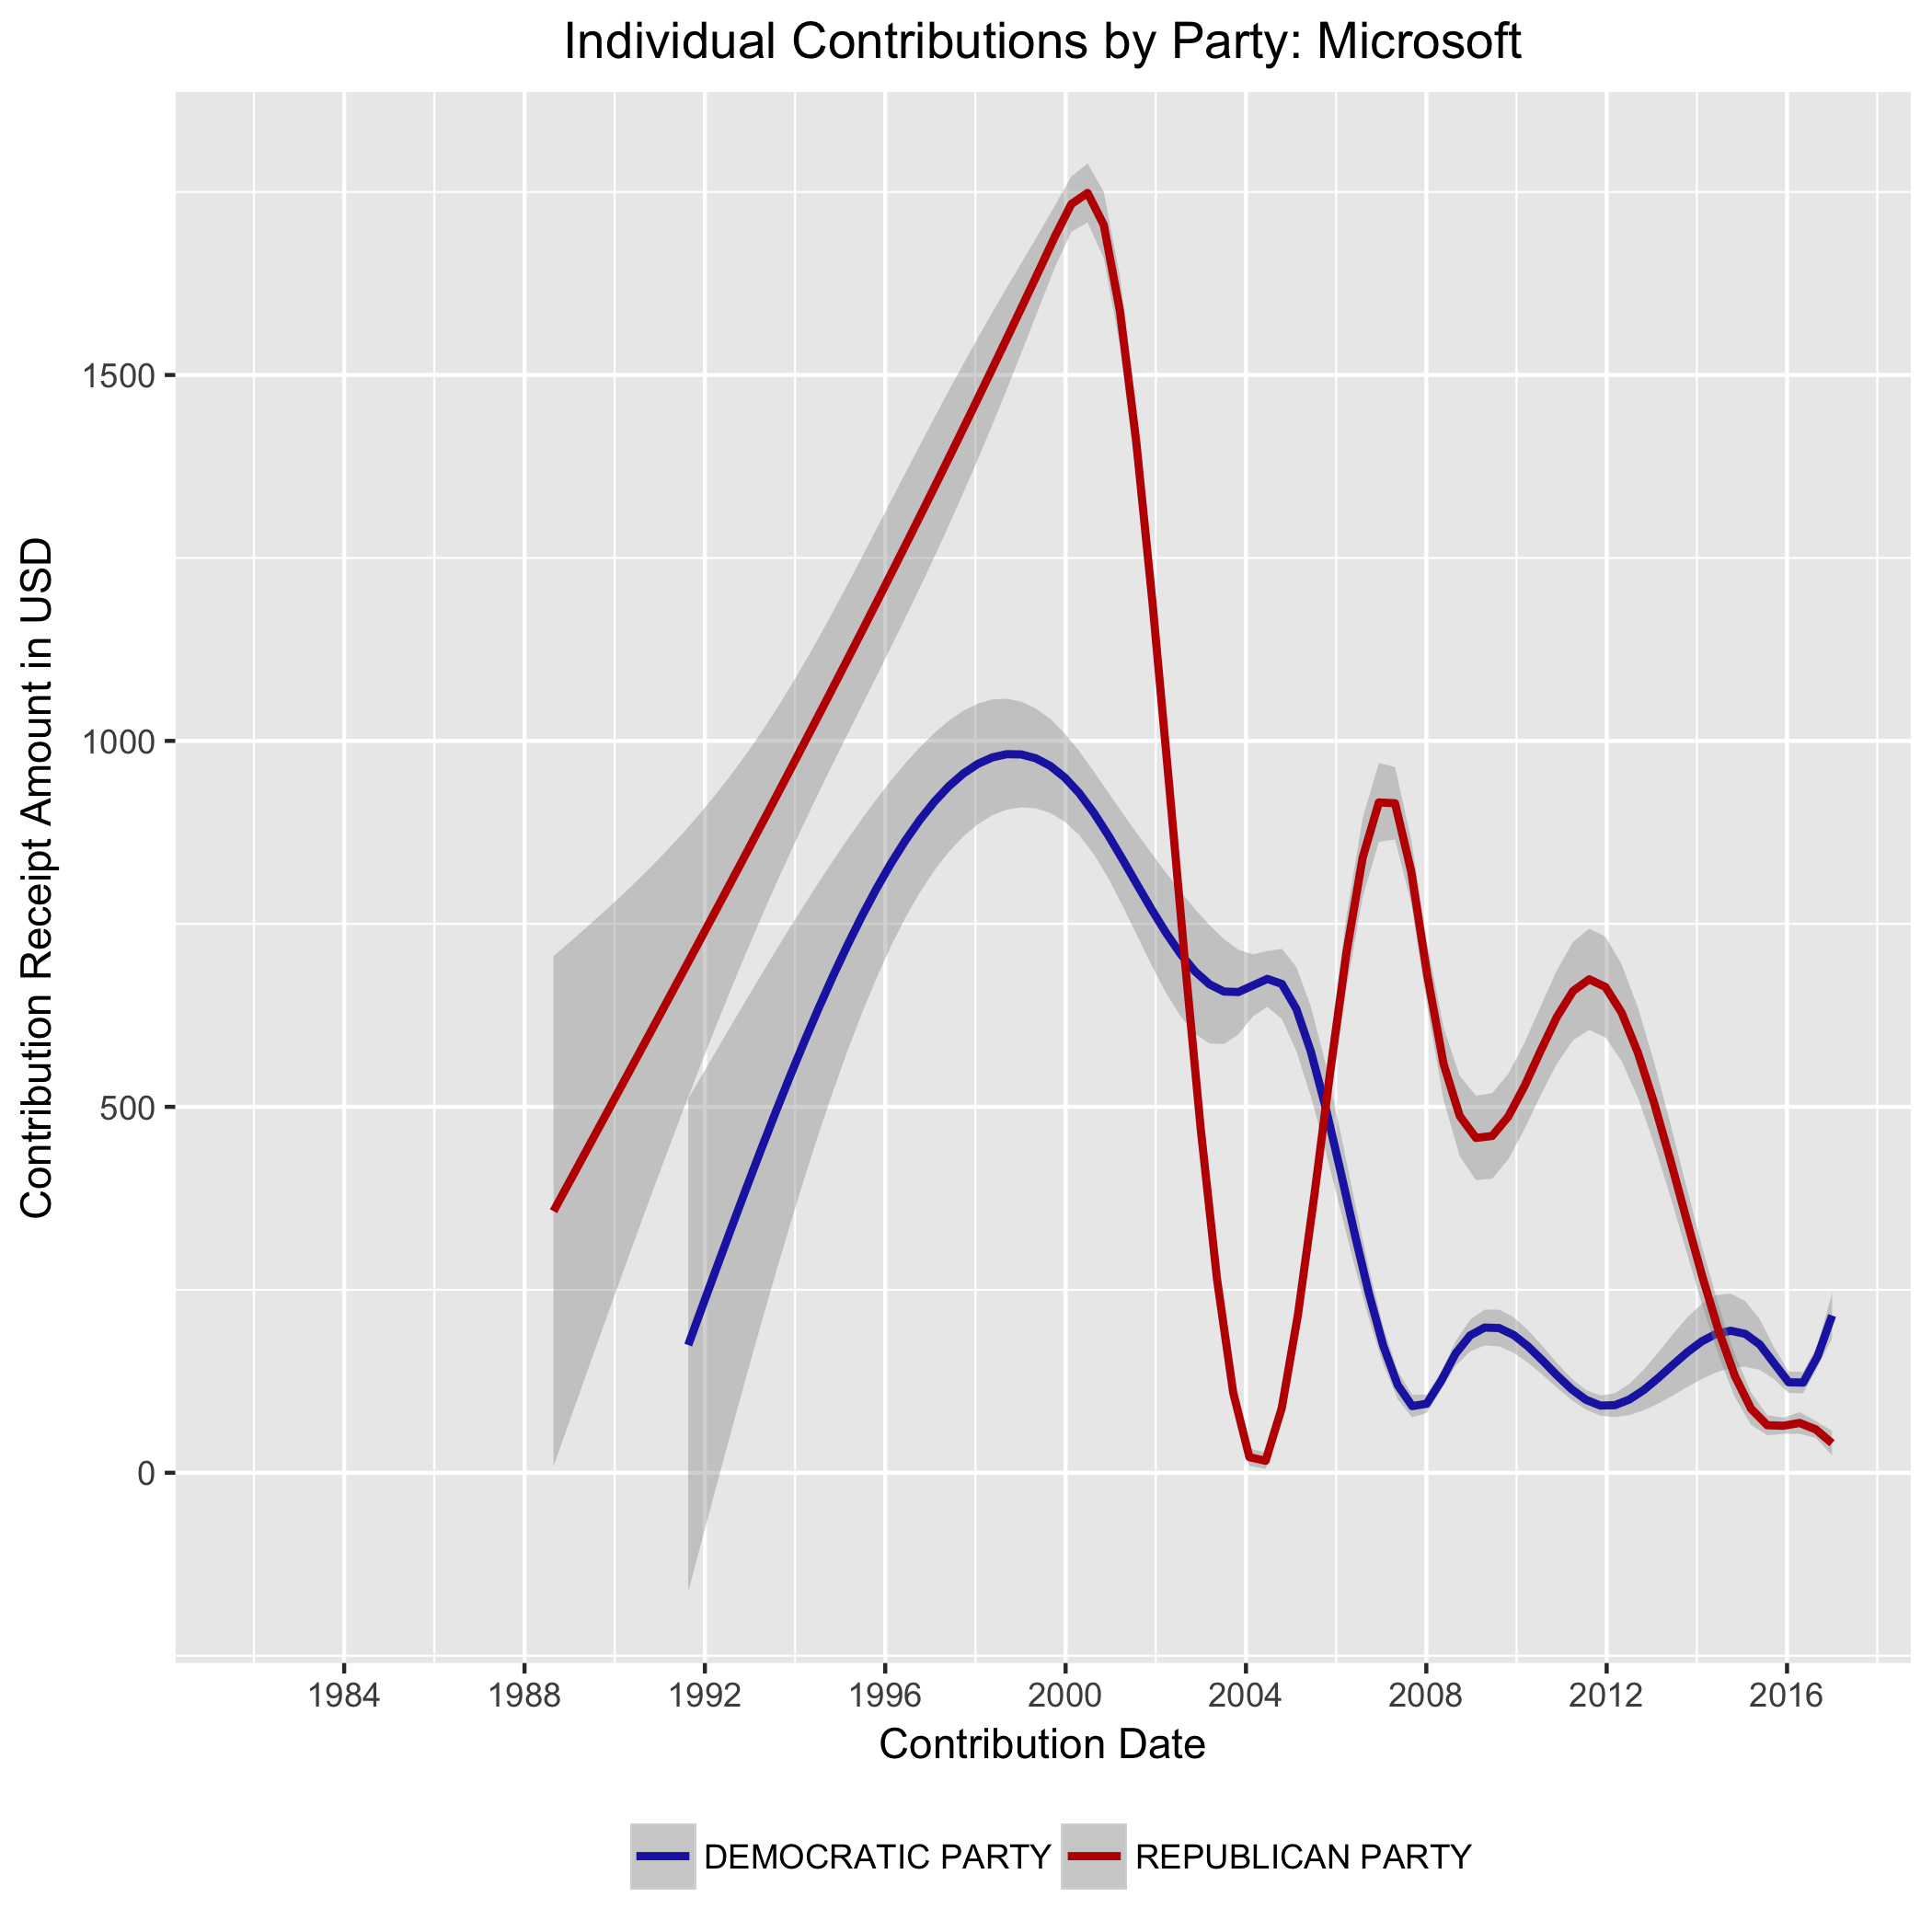 Individual Contributions by Party: Microsoft
Contribution Receipt Amount in USD
1500
1000
500
0
1984 1988 1992 1996 2000 2004 2008 2012 2016
Contribution Date
DEMOCRATIC PARTY REPUBLICAN PARTY